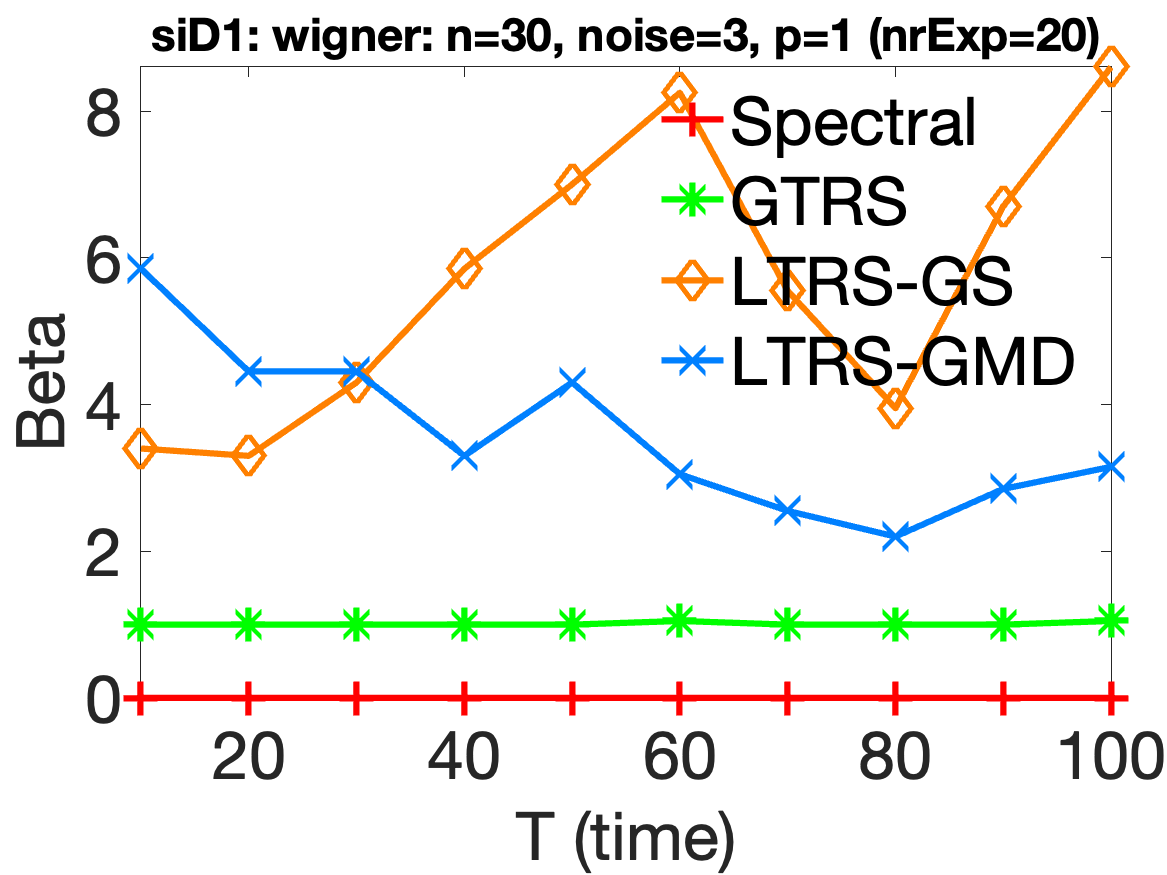 siD1: wigner: n=30, noise=3, p=1 (nrExp=20)
8
6
4
2
0
Beta
Spectral
GTRS
LTRS-GS
LTRS-GMD
20 40 60 80 100
T (time)